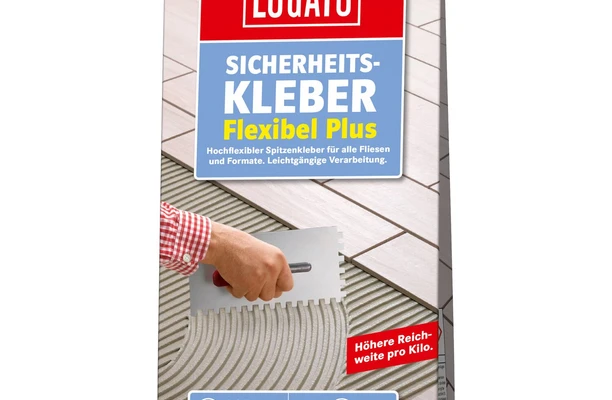 LUGATO
SICHERHEITS-
KLEBER
Flexibel Plus
Hochflexibler Spitzenkleber für alle Fliesen
und Formate. Leichtgängige Verarbeitung.
Höhere Reich-
weite pro Kilo.